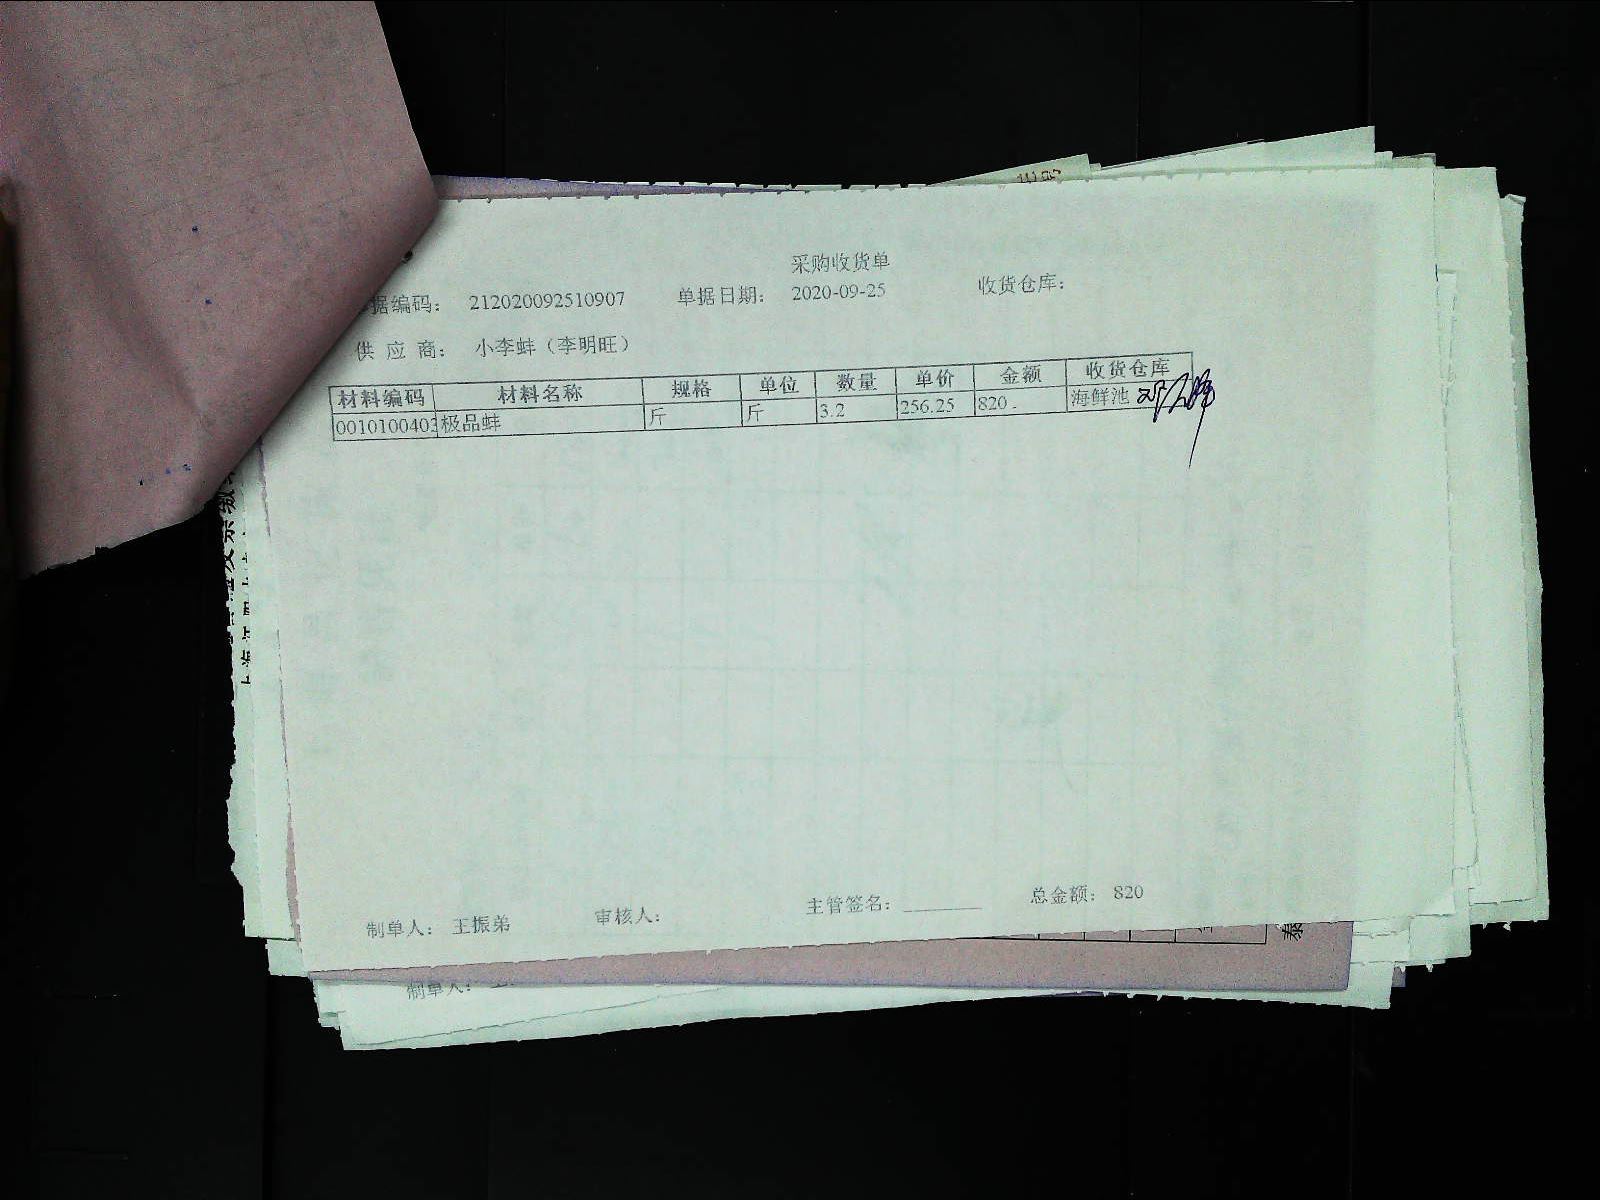 采购收货单
据编码： 212020092510907 单据日期： 2020-09-25 收货仓库：
供 应 商： 小李蚌（李明旺）
材料编码 材料名称 规格 单位 数量 单价 金额 收货仓库
0010100403 极品蚌 斤 斤 3.2 256.25 820. 海鲜池
制单人： 王振弟 审核人： 主管签名： ________ 总金额： 820
制单人：